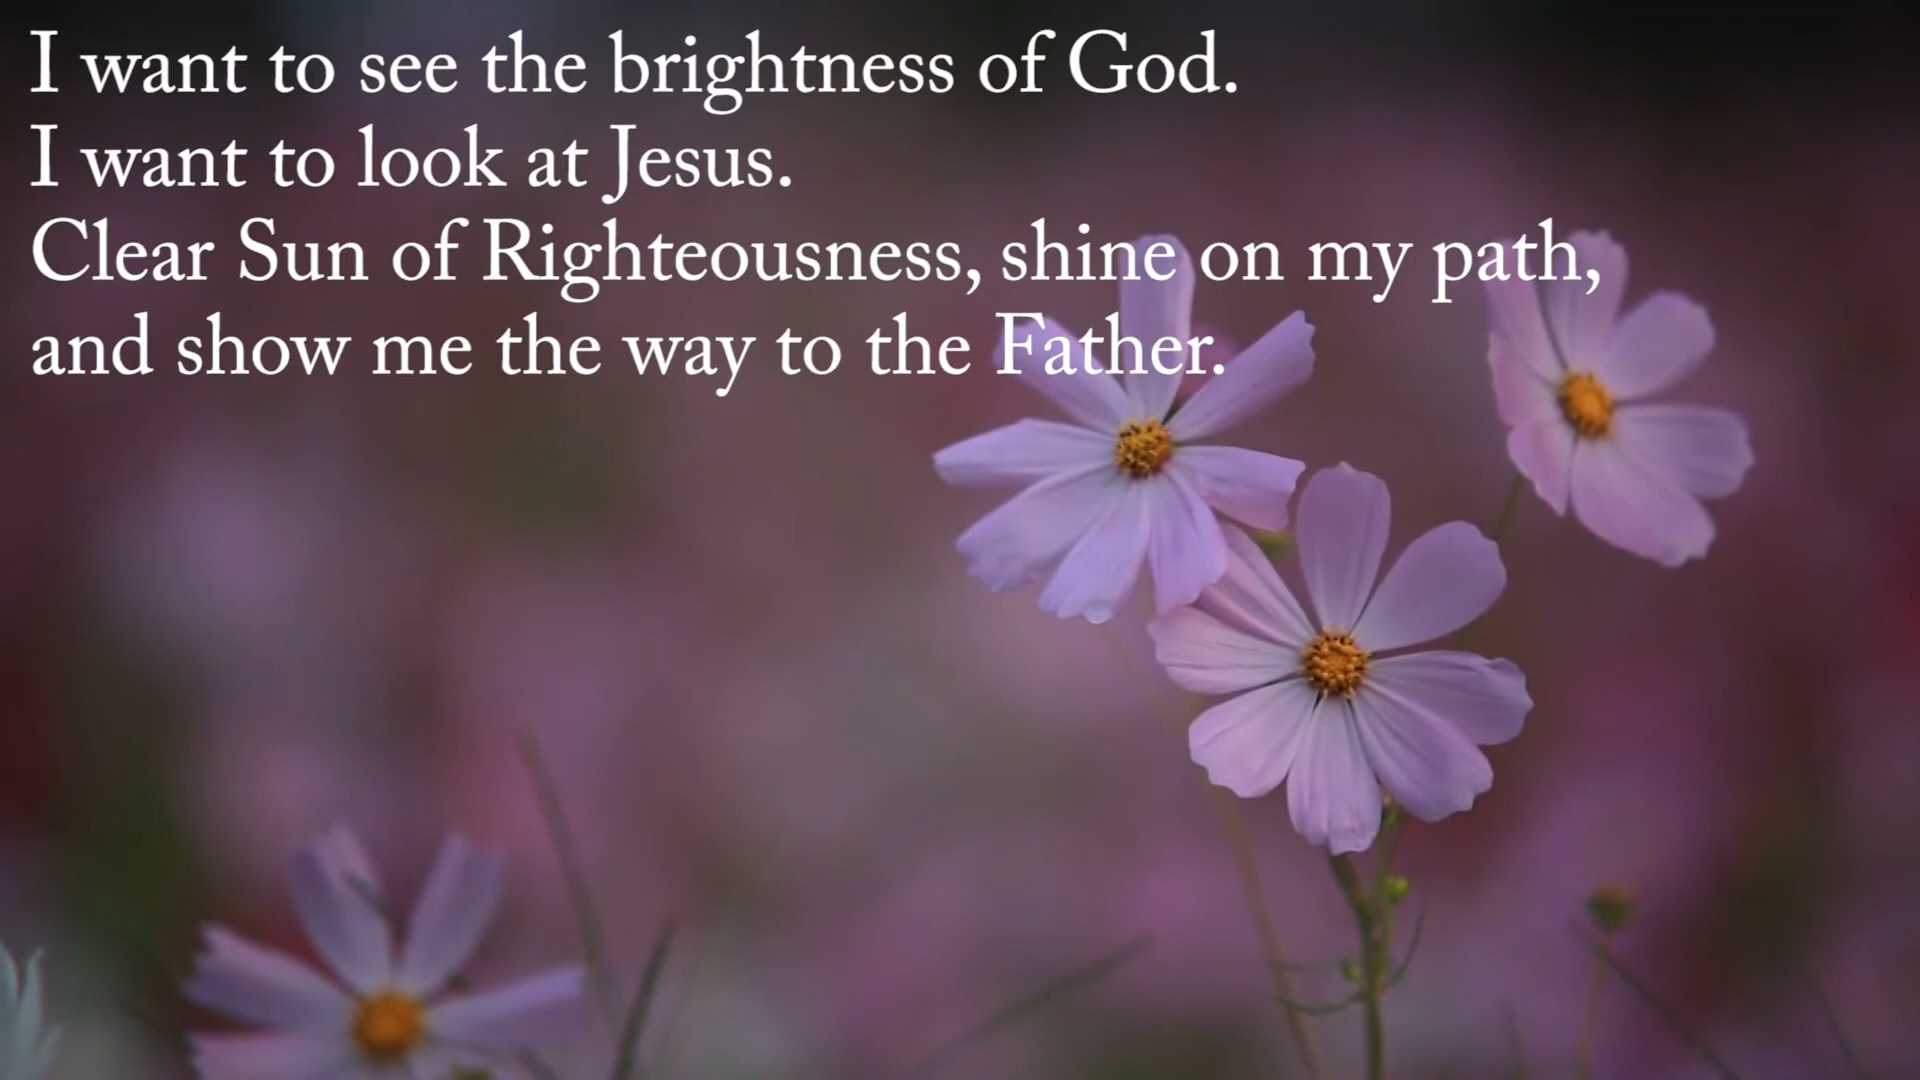 I want to see the brightness of God.
I want to look at Jesus.
Clear Sun of Righteousness, shine on my path,
and show me the way to the Father.